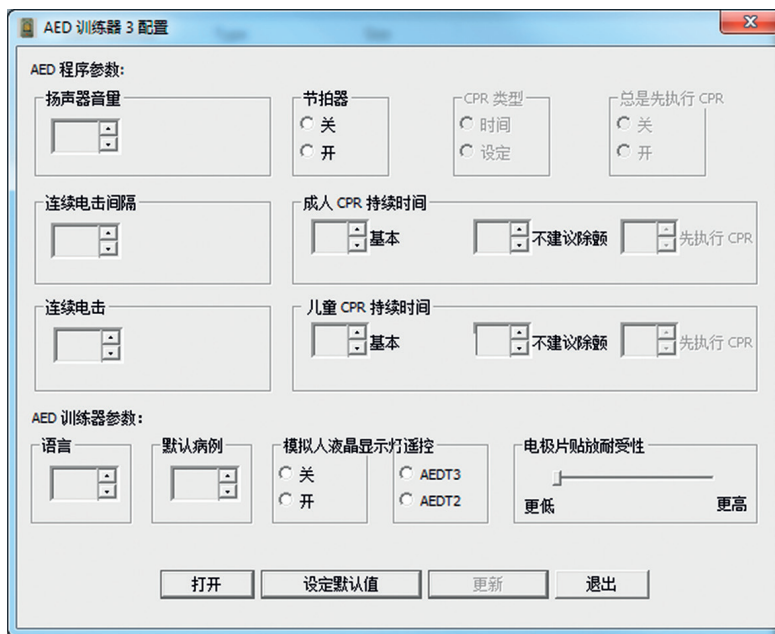 AED 训练器 3 配置
AED 程序参数:
扬声器音量
节拍器
CPR 类型
总是先执行 CPR
关
时间
关
开
设定
开
连续电击间隔
成人 CPR 持续时间
基本
不建议除颤
先执行 CPR
连续电击
儿童 CPR 持续时间
基本
不建议除颤
先执行 CPR
AED 训练器参数:
语言
默认病例
模拟人液晶显示灯遥控
电极片贴放耐受性
关
AEDT3
开
AEDT2
更低
更高
打开
设定默认值
更新
退出